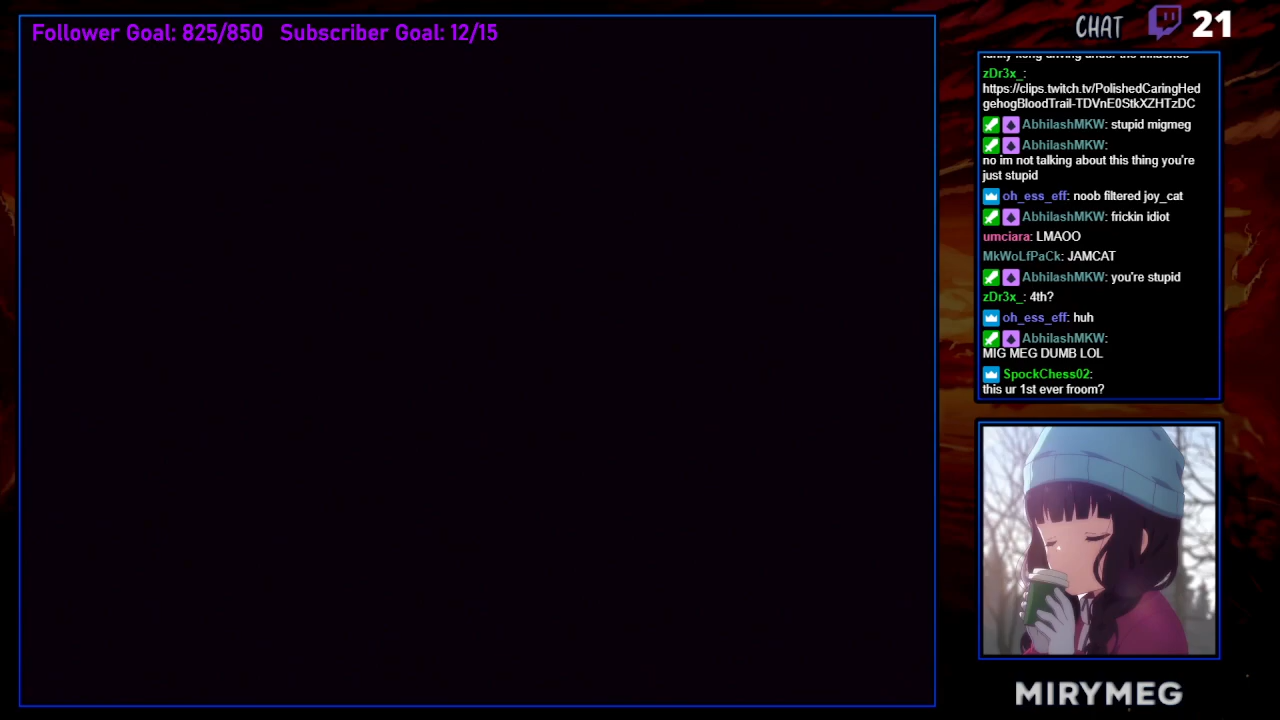 Follower Goal: 825/850 Subscriber Goal: 12/15
CHAT 21
zDr3x_:
https://clips.twitch.tv/PolishedCaringHed
gehogBloodTrail-TDVnE0StkXZHTzDC
AbhilashMKW: stupid migmeg
AbhilashMKW:
no im not talking about this thing you're
just stupid
oh_ess_eff: noob filtered joy_cat
AbhilashMKW: frickin idiot
umciara: LMAOO
MkWoLfPaCk: JAMCAT
AbhilashMKW: you're stupid
zDr3x_: 4th?
oh_ess_eff: huh
AbhilashMKW:
MIG MEG DUMB LOL
SpockChess02:
this ur 1st ever froom?
MIRYMEG